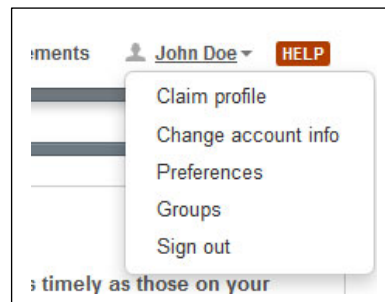 ements John Doe HELP
Claim profile
Change account info
Preferences
Groups
Sign out
s timely as those on your